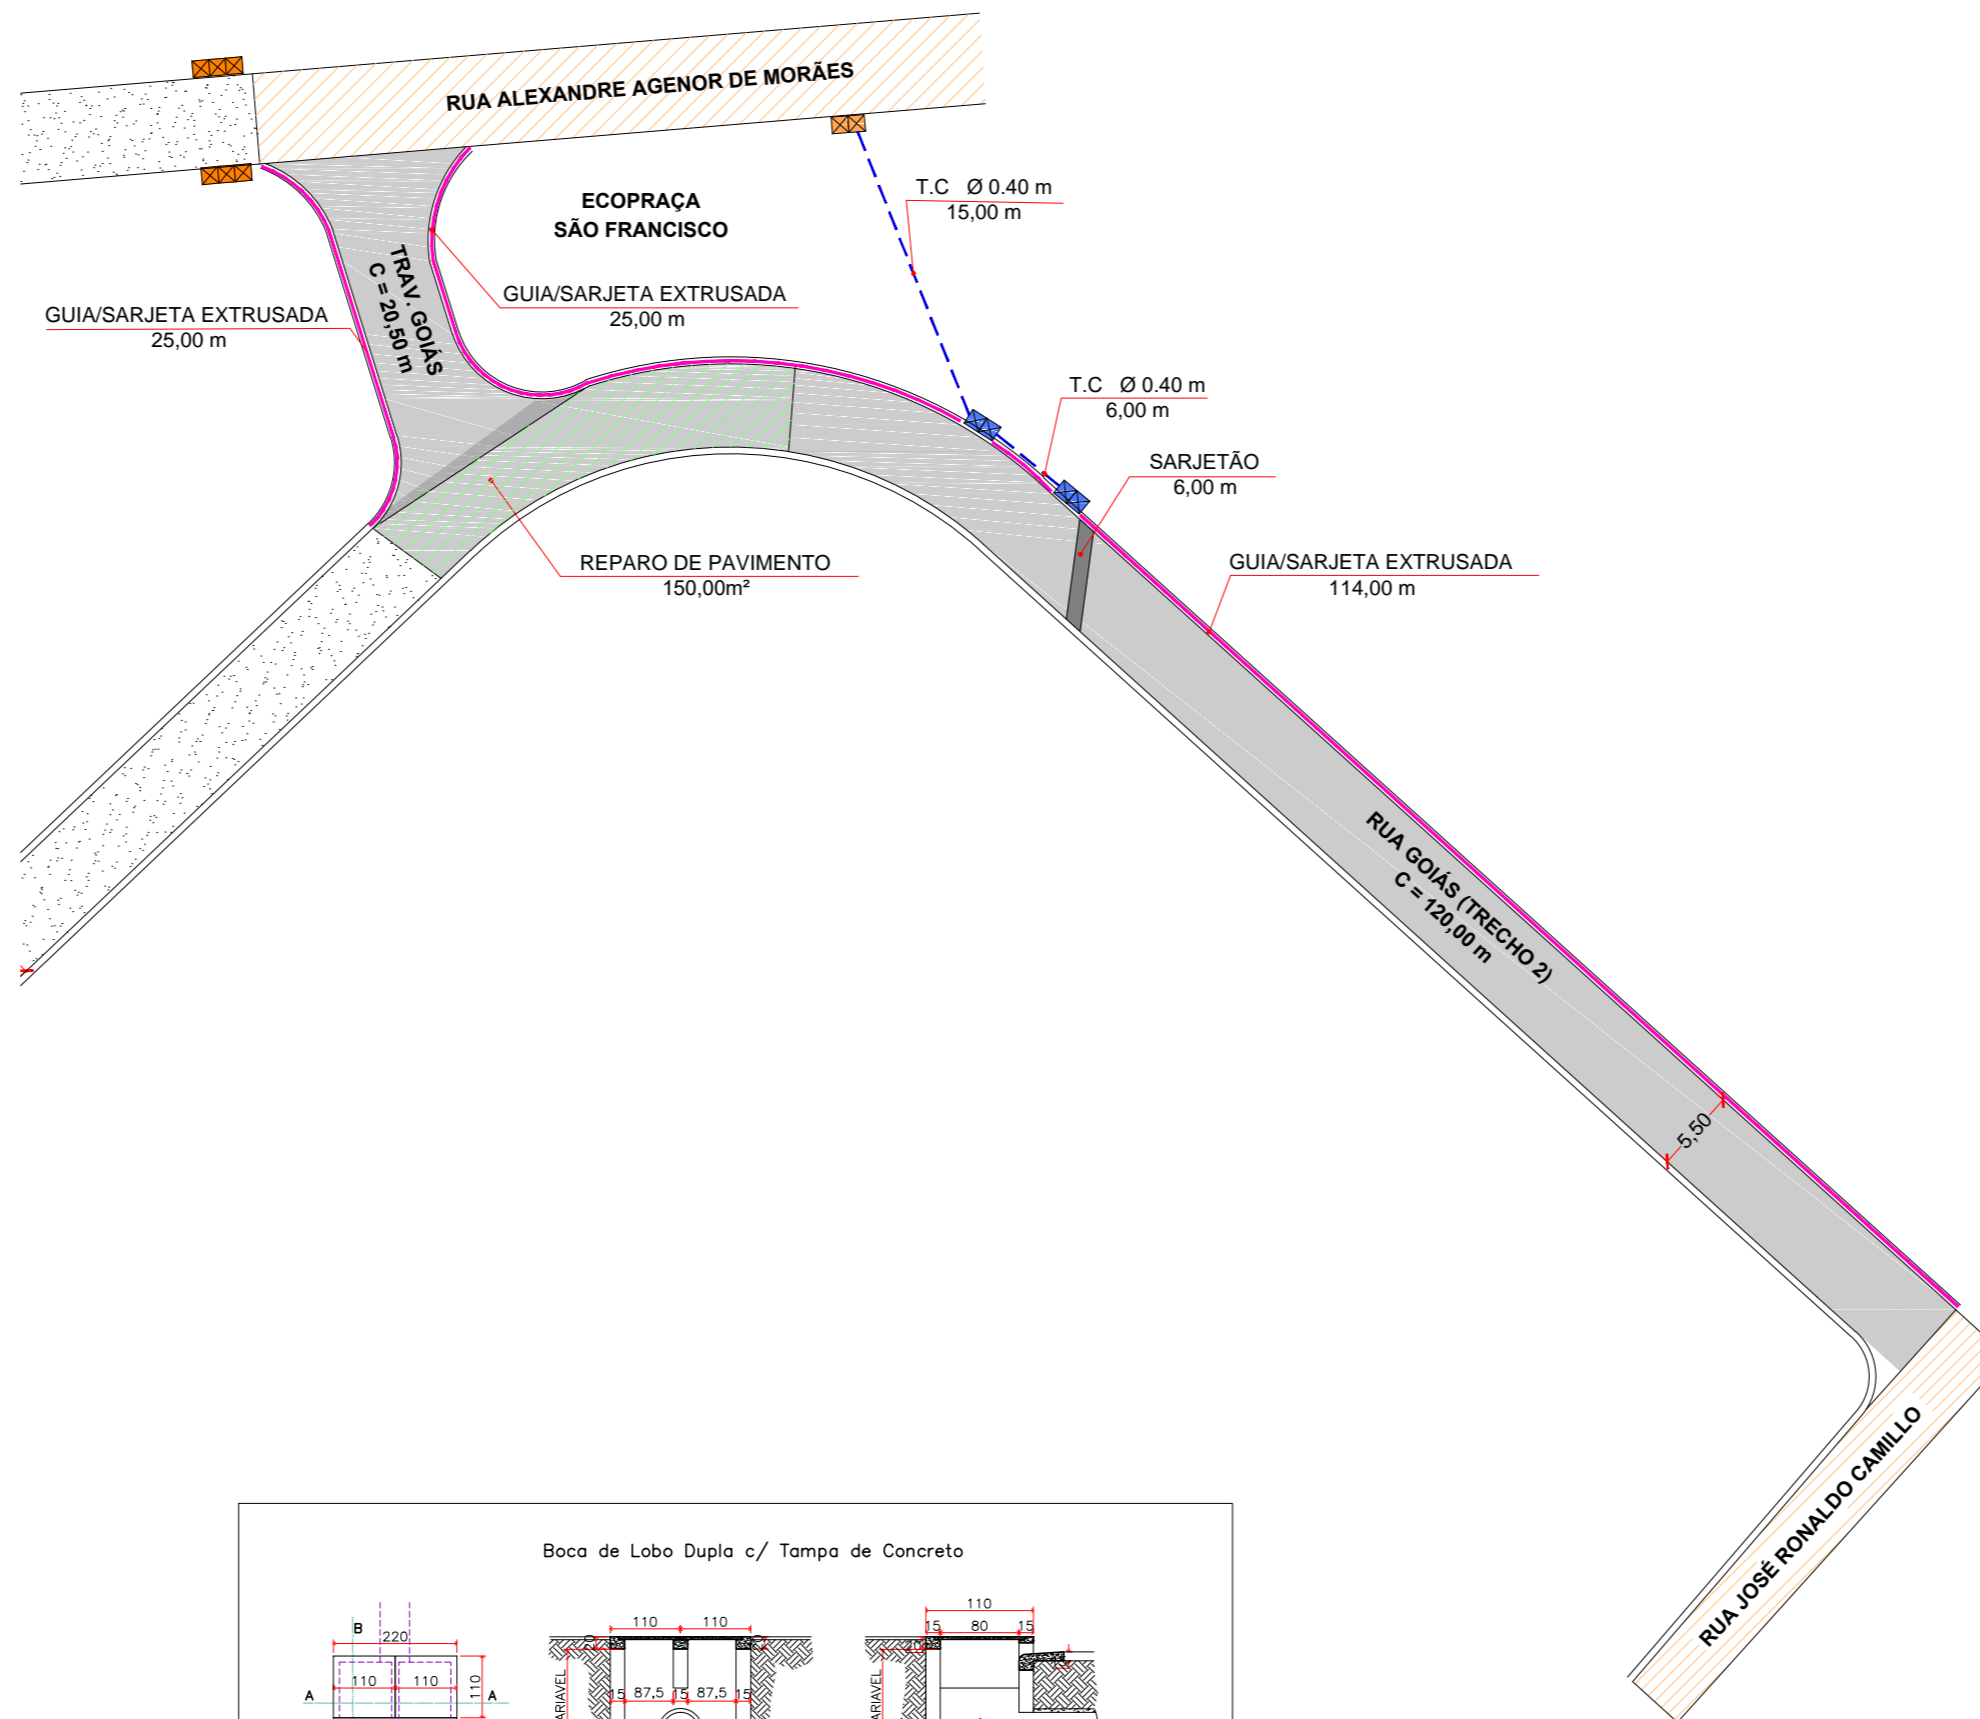 RUA ALEXANDRE AGENOR DE MORÃES
ECOPRAÇA
SÃO FRANCISCO
T.C Ø 0.40 m
15,00 m
TRAV. GOIÁS
C = 20,50 m
GUIA/SARJETA EXTRUSADA
25,00 m
GUIA/SARJETA EXTRUSADA
25,00 m
T.C Ø 0.40 m
6,00 m
SARJETÃO
6,00 m
REPARO DE PAVIMENTO
150,00m²
GUIA/SARJETA EXTRUSADA
114,00 m
RUA GOIÁS (TRECHO 2)
C = 120,00 m
5,50
RUA JOSÉ RONALDO CAMILLO
Boca de Lobo Dupla c/ Tampa de Concreto
B
220
110 110
110
A A
110 110
15 87,5 15 87,5 15
110
15 80 15